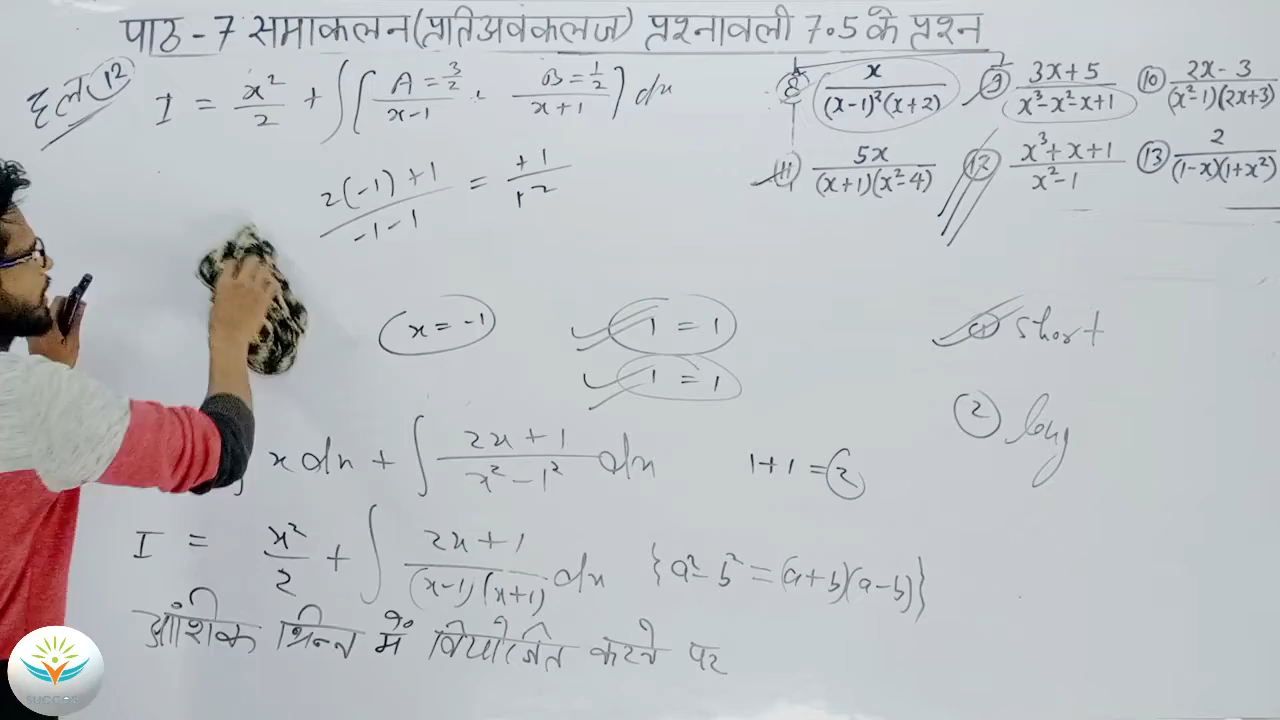 पाठ - 7 समाकलन (प्रतिअवकलज) प्रश्नावली 7.5 के प्रश्न
हल 12
I = x²/2 + ∫[A = 3/2 / x-1 + B = 1/2 / x+1] dx
2(-1) + 1 / -1 - 1 = +1 / +2
8 x / (x-1)²(x+2) 9 3x+5 / x³-x²-x+1 10 2x-3 / (x²-1)(2x+3)
11 5x / (x+1)(x²-4) 12 x³+x+1 / x²-1 13 2 / (1-x)(1+x²)
x = -1
1 = 1
1 = 1
① short
② long
x dx + ∫ 2x+1 / x²-1² dx 1+1 = 2
I = x²/2 + ∫ 2x+1 / (x-1)(x+1) dx {a²-b² = (a+b)(a-b)}
आंशिक भिन्न में वियोजित करने पर
SUCCESS